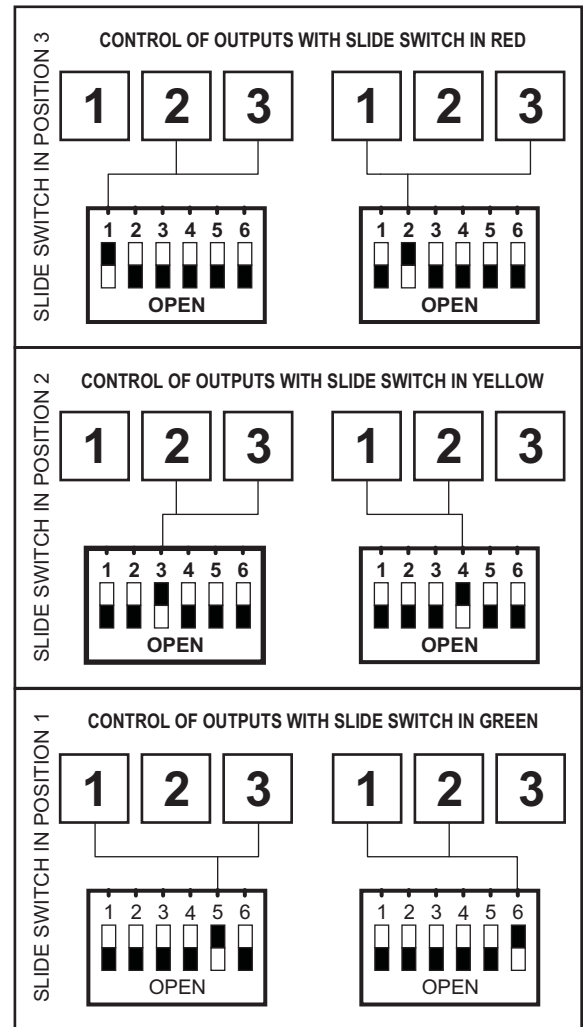 SLIDE SWITCH IN POSITION 3
CONTROL OF OUTPUTS WITH SLIDE SWITCH IN RED
1 2 3 1 2 3
1 2 3 4 5 6 1 2 3 4 5 6
OPEN OPEN
SLIDE SWITCH IN POSITION 2
CONTROL OF OUTPUTS WITH SLIDE SWITCH IN YELLOW
1 2 3 1 2 3
1 2 3 4 5 6 1 2 3 4 5 6
OPEN OPEN
SLIDE SWITCH IN POSITION 1
CONTROL OF OUTPUTS WITH SLIDE SWITCH IN GREEN
1 2 3 1 2 3
1 2 3 4 5 6 1 2 3 4 5 6
OPEN OPEN